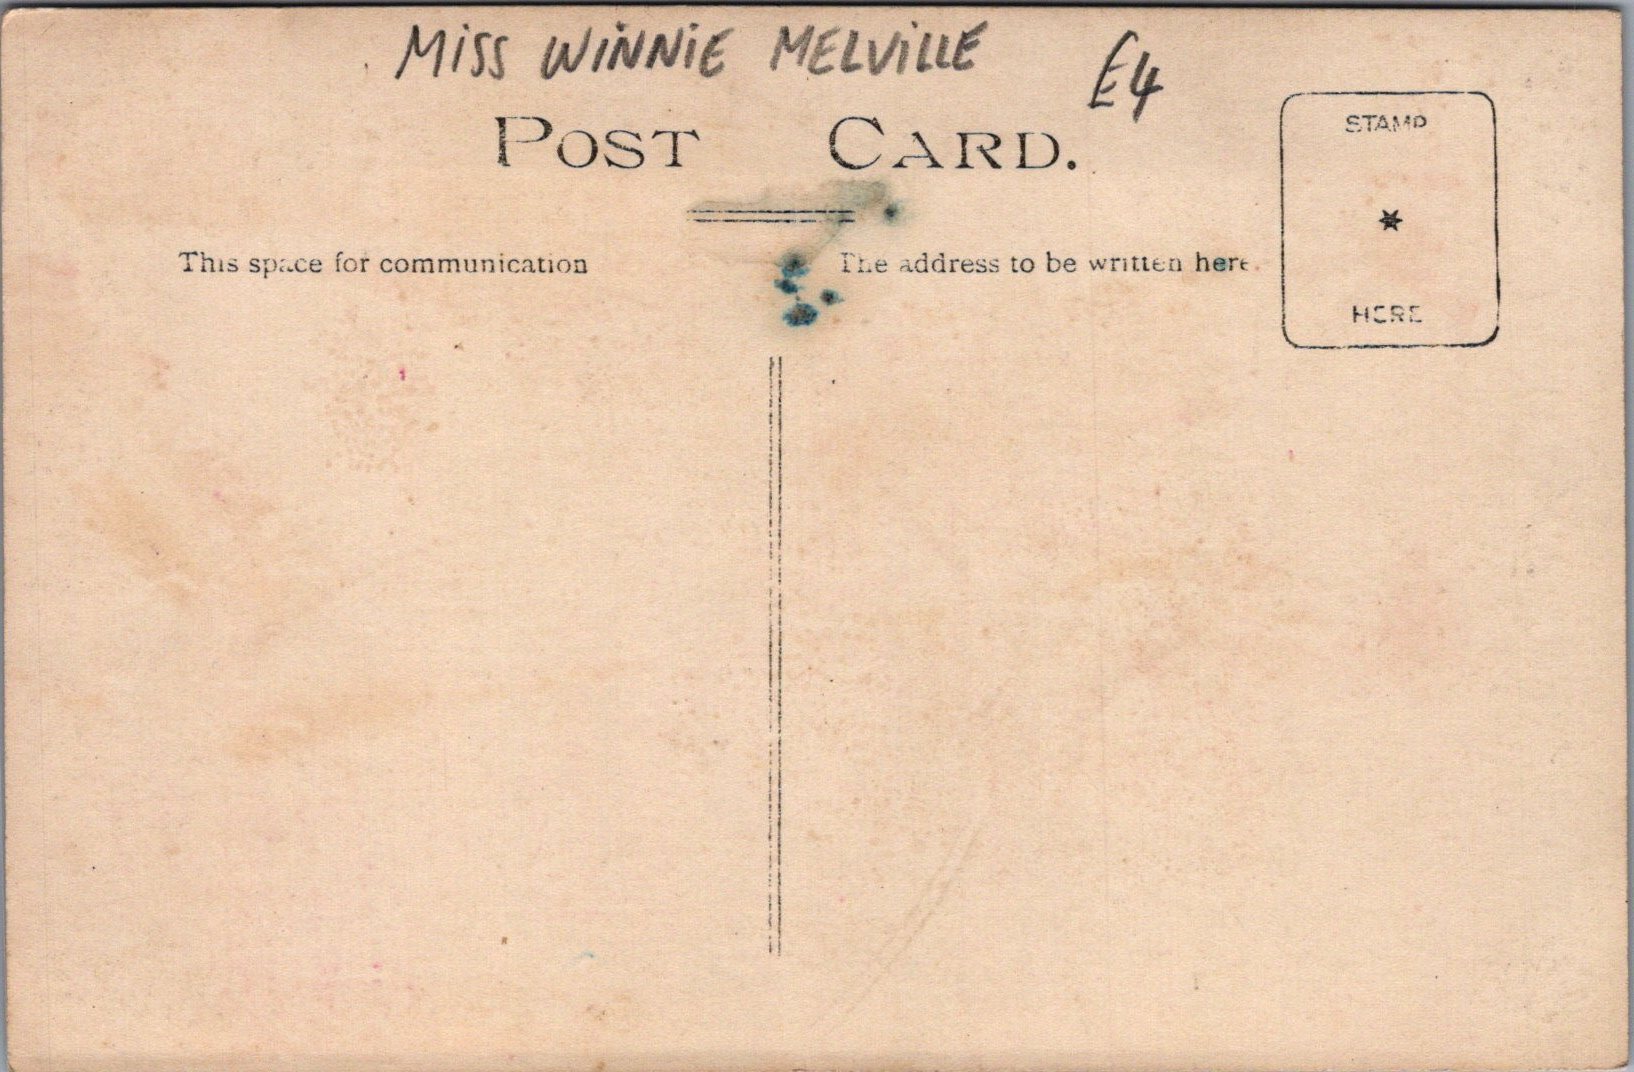 MiSS WiNNiE MELViLLE E4
POST CARD.
STAMP
This space for communication
The address to be written here.
HERE